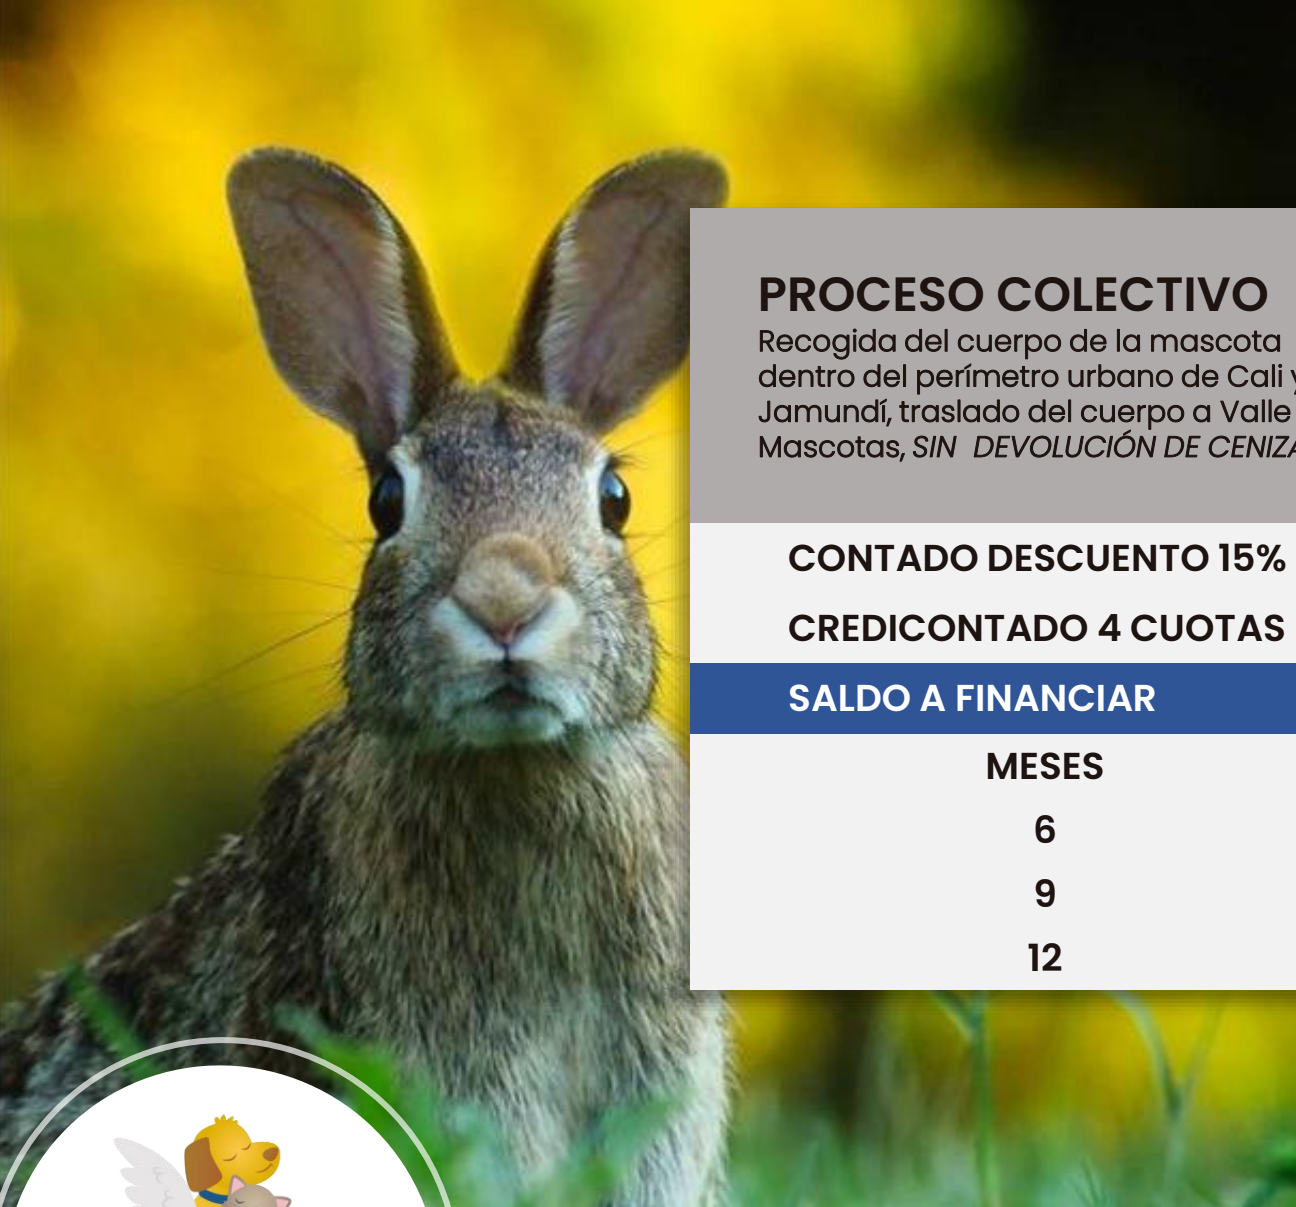 PROCESO COLECTIVO
Recogida del cuerpo de la mascota
dentro del perímetro urbano de Cali y
Jamundí, traslado del cuerpo a Valle
Mascotas, SIN DEVOLUCIÓN DE CENIZA
CONTADO DESCUENTO 15%
CREDICONTADO 4 CUOTAS
SALDO A FINANCIAR
MESES
6
9
12